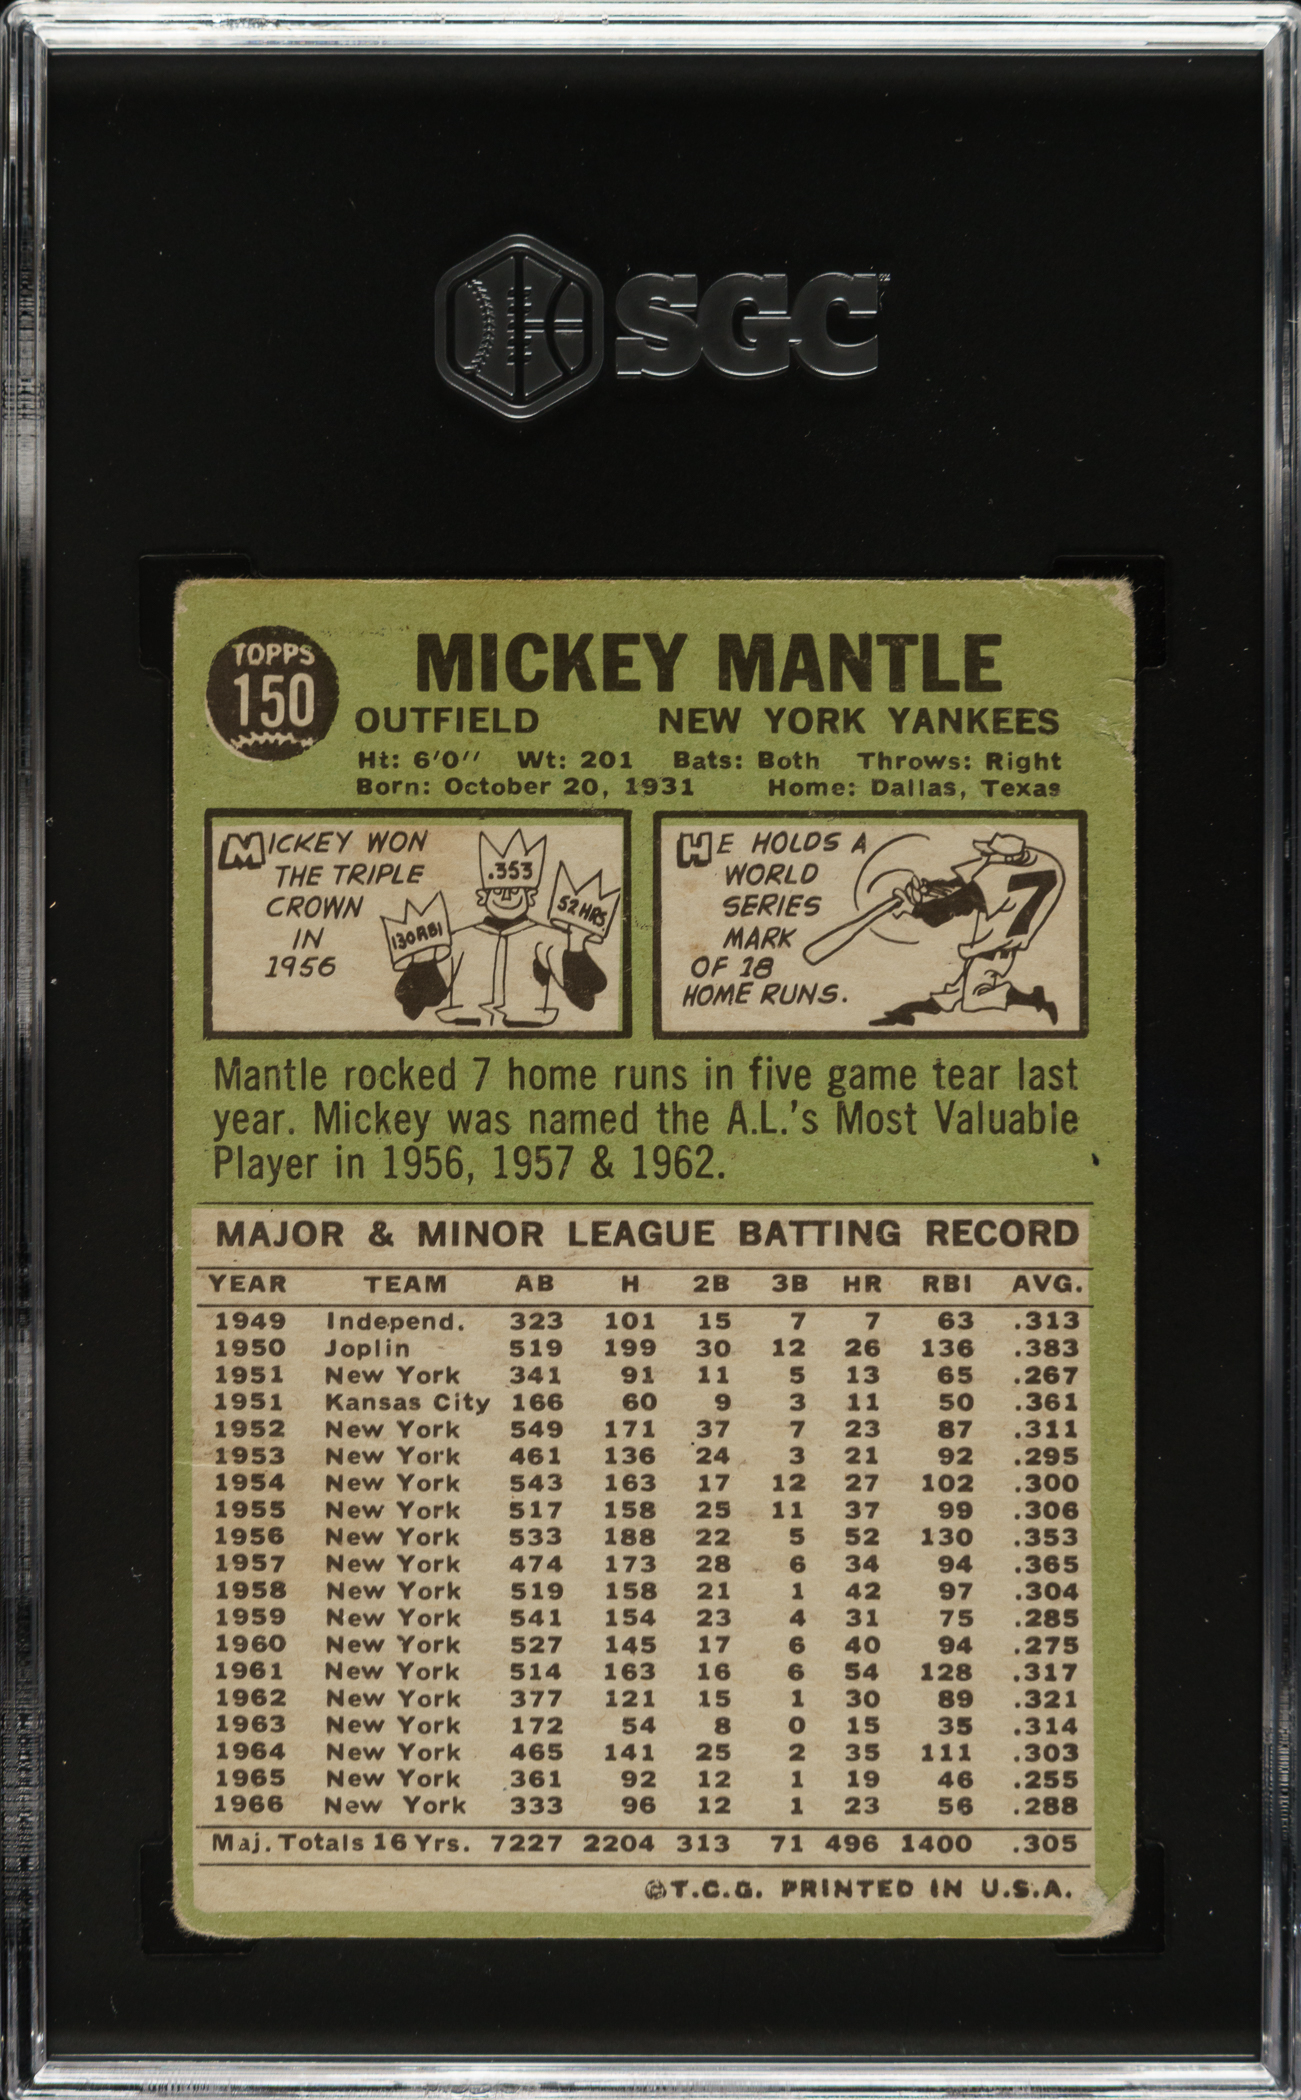 SGC
TOPPS
150
MICKEY MANTLE
OUTFIELD NEW YORK YANKEES
Ht: 6'0" Wt: 201 Bats: Both Throws: Right
Born: October 20, 1931 Home: Dallas, Texas
MICKEY WON
THE TRIPLE
CROWN
IN
1956
.353
130 RBI
52 HRS
HE HOLDS A
WORLD
SERIES
MARK
OF 18
HOME RUNS.
7
Mantle rocked 7 home runs in five game tear last
year. Mickey was named the A.L.'s Most Valuable
Player in 1956, 1957 & 1962.
MAJOR & MINOR LEAGUE BATTING RECORD
YEAR TEAM AB H 2B 3B HR RBI AVG.
1949 Independ. 323 101 15 7 7 63 .313
1950 Joplin 519 199 30 12 26 136 .383
1951 New York 341 91 11 5 13 65 .267
1951 Kansas City 166 60 9 3 11 50 .361
1952 New York 549 171 37 7 23 87 .311
1953 New York 461 136 24 3 21 92 .295
1954 New York 543 163 17 12 27 102 .300
1955 New York 517 158 25 11 37 99 .306
1956 New York 533 188 22 5 52 130 .353
1957 New York 474 173 28 6 34 94 .365
1958 New York 519 158 21 1 42 97 .304
1959 New York 541 154 23 4 31 75 .285
1960 New York 527 145 17 6 40 94 .275
1961 New York 514 163 16 6 54 128 .317
1962 New York 377 121 15 1 30 89 .321
1963 New York 172 54 8 0 15 35 .314
1964 New York 465 141 25 2 35 111 .303
1965 New York 361 92 12 1 19 46 .255
1966 New York 333 96 12 1 23 56 .288
Maj. Totals 16 Yrs. 7227 2204 313 71 496 1400 .305
©T.C.G. PRINTED IN U.S.A.